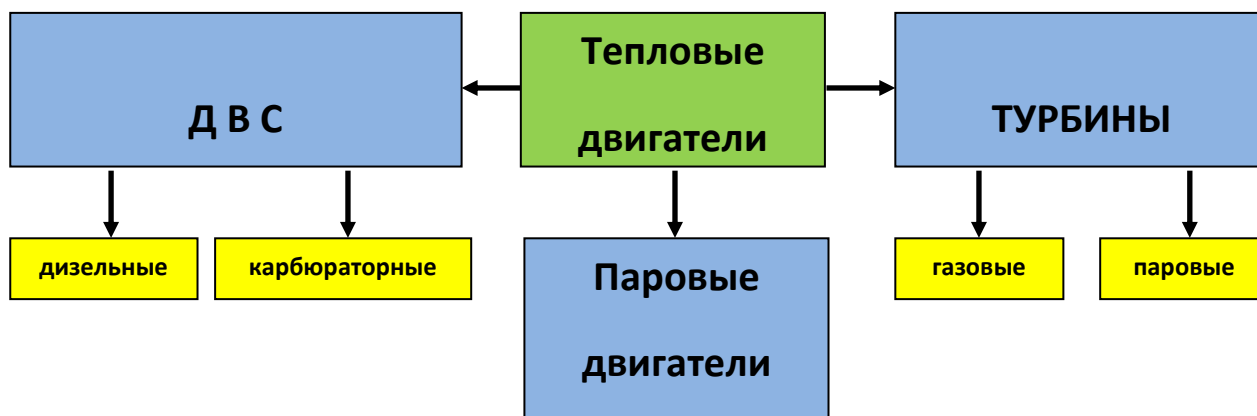 Тепловые
двигатели
Д В С
ТУРБИНЫ
дизельные
карбюраторные
Паровые
двигатели
газовые
паровые